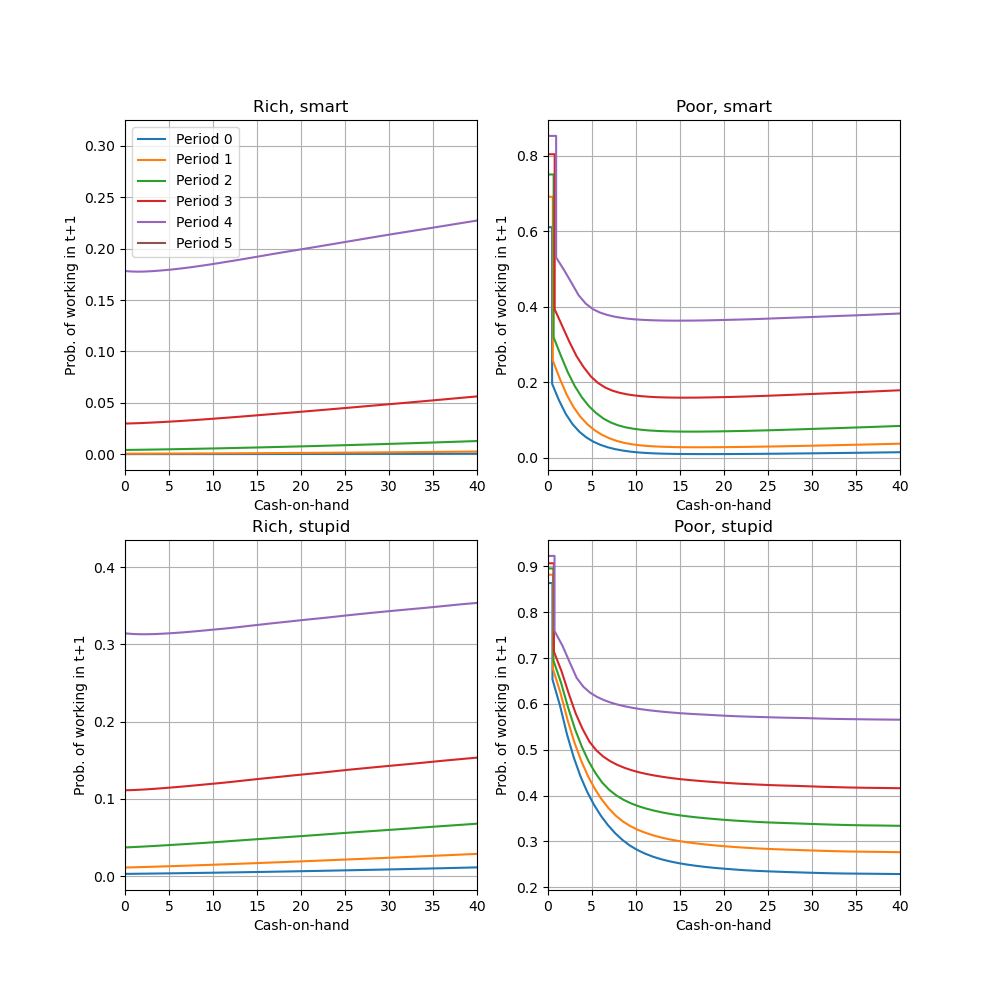 Rich, smart
Prob. of working in t+1
0.30
0.25
0.20
0.15
0.10
0.05
0.00
Period 0
Period 1
Period 2
Period 3
Period 4
Period 5
0 5 10 15 20 25 30 35 40
Cash-on-hand
Poor, smart
Prob. of working in t+1
0.8
0.6
0.4
0.2
0.0
0 5 10 15 20 25 30 35 40
Cash-on-hand
Rich, stupid
Prob. of working in t+1
0.4
0.3
0.2
0.1
0.0
0 5 10 15 20 25 30 35 40
Cash-on-hand
Poor, stupid
Prob. of working in t+1
0.9
0.8
0.7
0.6
0.5
0.4
0.3
0.2
0 5 10 15 20 25 30 35 40
Cash-on-hand